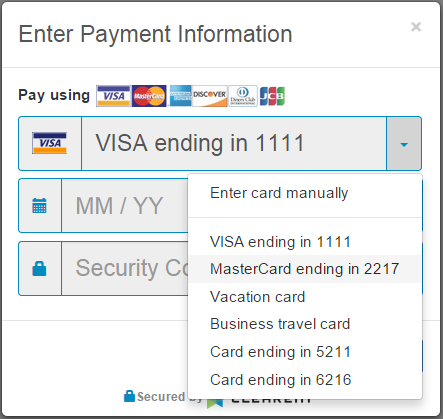 Enter Payment Information
×
Pay using VISA MasterCard DISCOVER Diners Club JCB
VISA VISA ending in 1111
Enter card manually
MM / YY
VISA ending in 1111
MasterCard ending in 2217
Security Co
Vacation card
Business travel card
Card ending in 5211
Card ending in 6216
Secured by